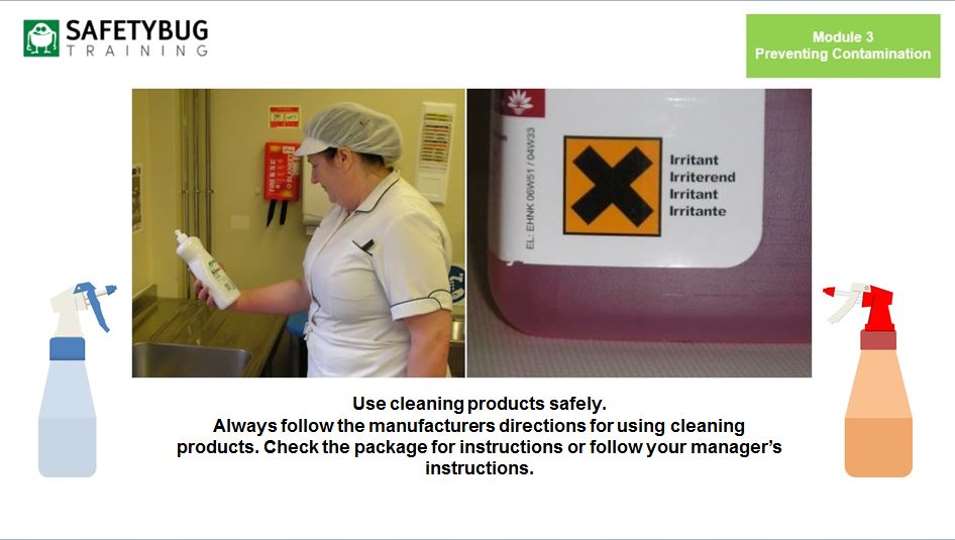 SAFETYBUG
TRAINING
Module 3
Preventing Contamination
EL: EHNK 06W51 / 04W33
Irritant
Irriterend
Irritant
Irritante
Use cleaning products safely.
Always follow the manufacturers directions for using cleaning
products. Check the package for instructions or follow your manager’s
instructions.